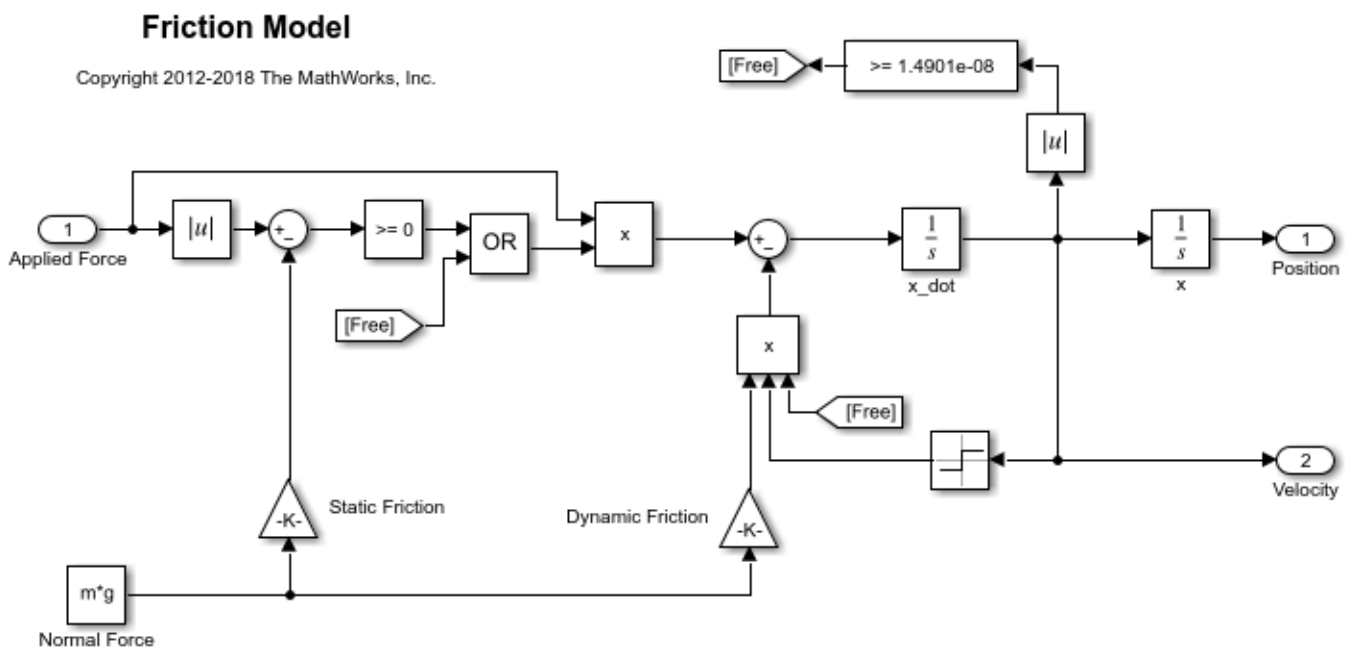 Friction Model
Copyright 2012-2018 The MathWorks, Inc.
[Free]
>= 1.4901e-08
|u|
1
Applied Force
|u|
+
-
>= 0
OR
x
+
-
1
s
x_dot
1
s
x
1
Position
[Free]
x
[Free]
2
Velocity
-K-
Static Friction
Dynamic Friction
-K-
m*g
Normal Force